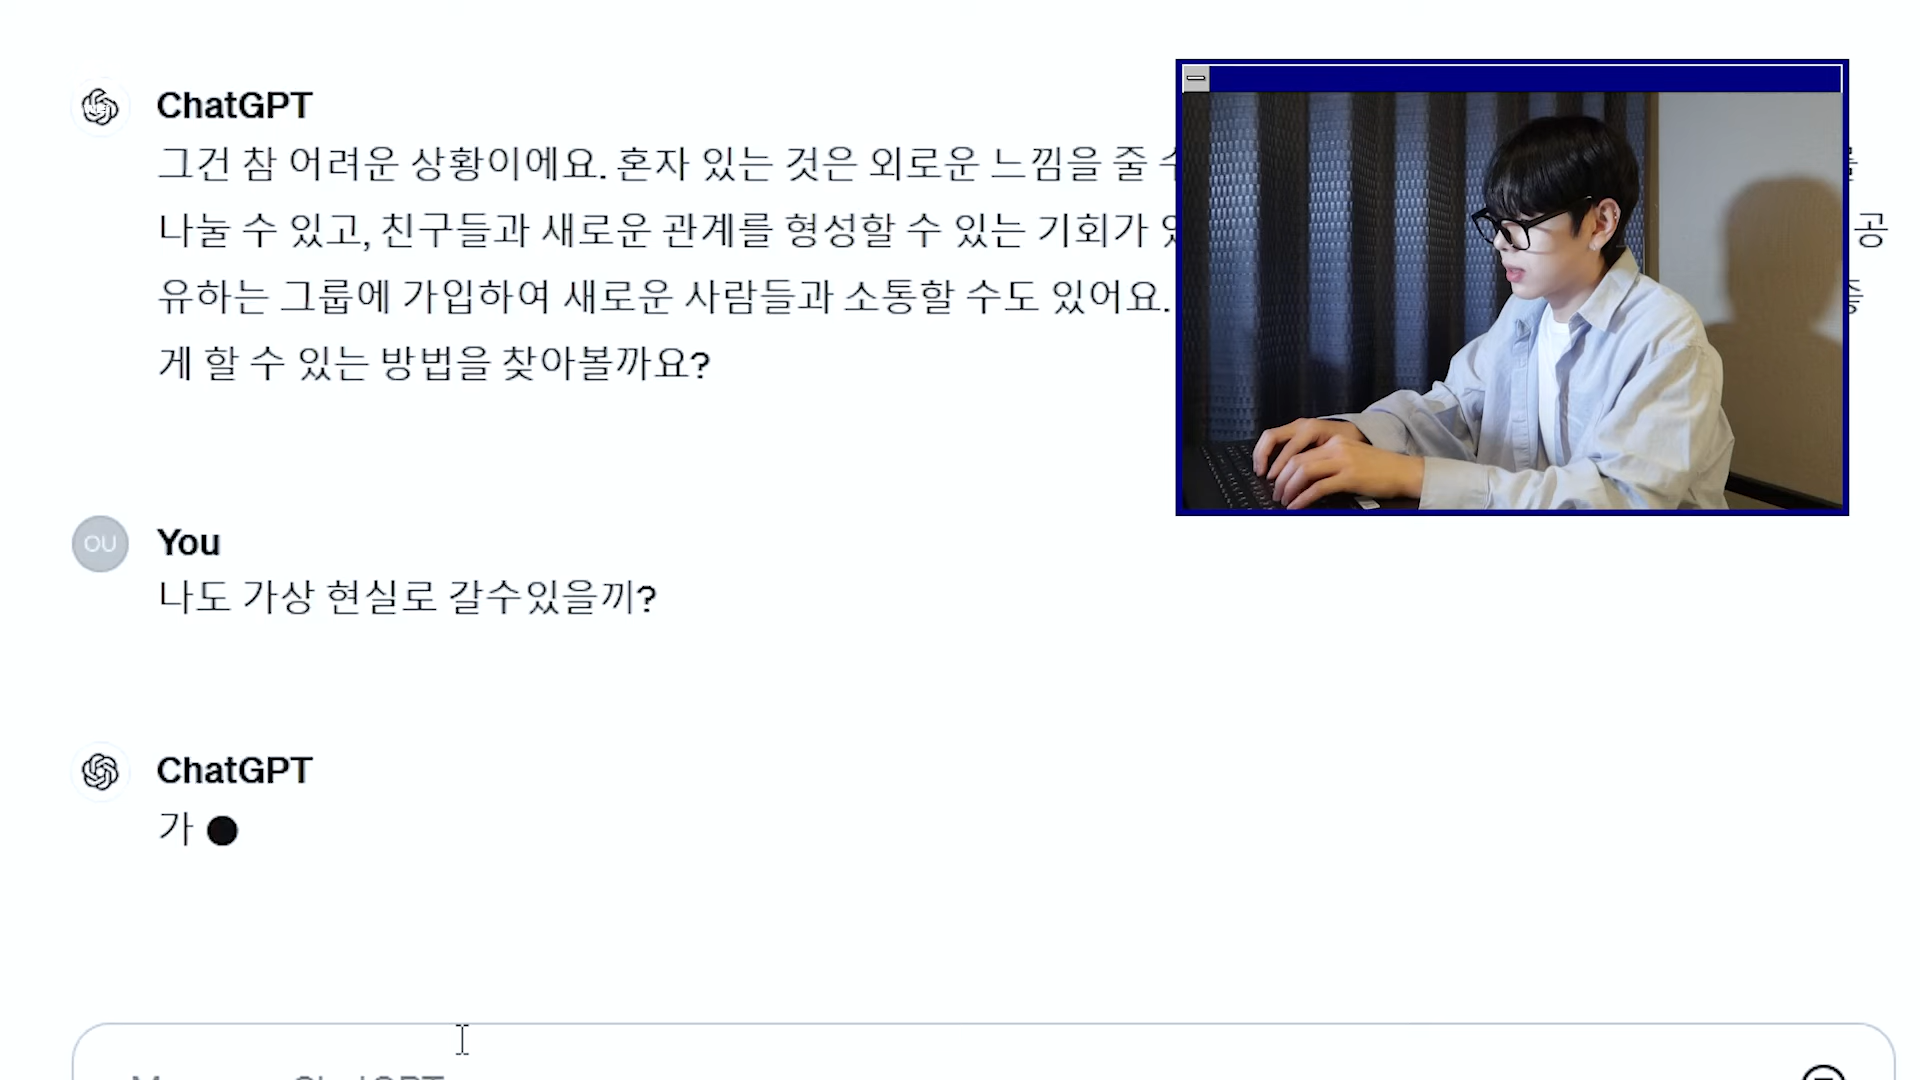 ChatGPT
그건 참 어려운 상황이에요. 혼자 있는 것은 외로운 느낌을 줄
나눌 수 있고, 친구들과 새로운 관계를 형성할 수 있는 기회가 공
유하는 그룹에 가입하여 새로운 사람들과 소통할 수도 있어요.
게 할 수 있는 방법을 찾아볼까요?
OU
You
나도 가상 현실로 갈수있을끼?
ChatGPT
가